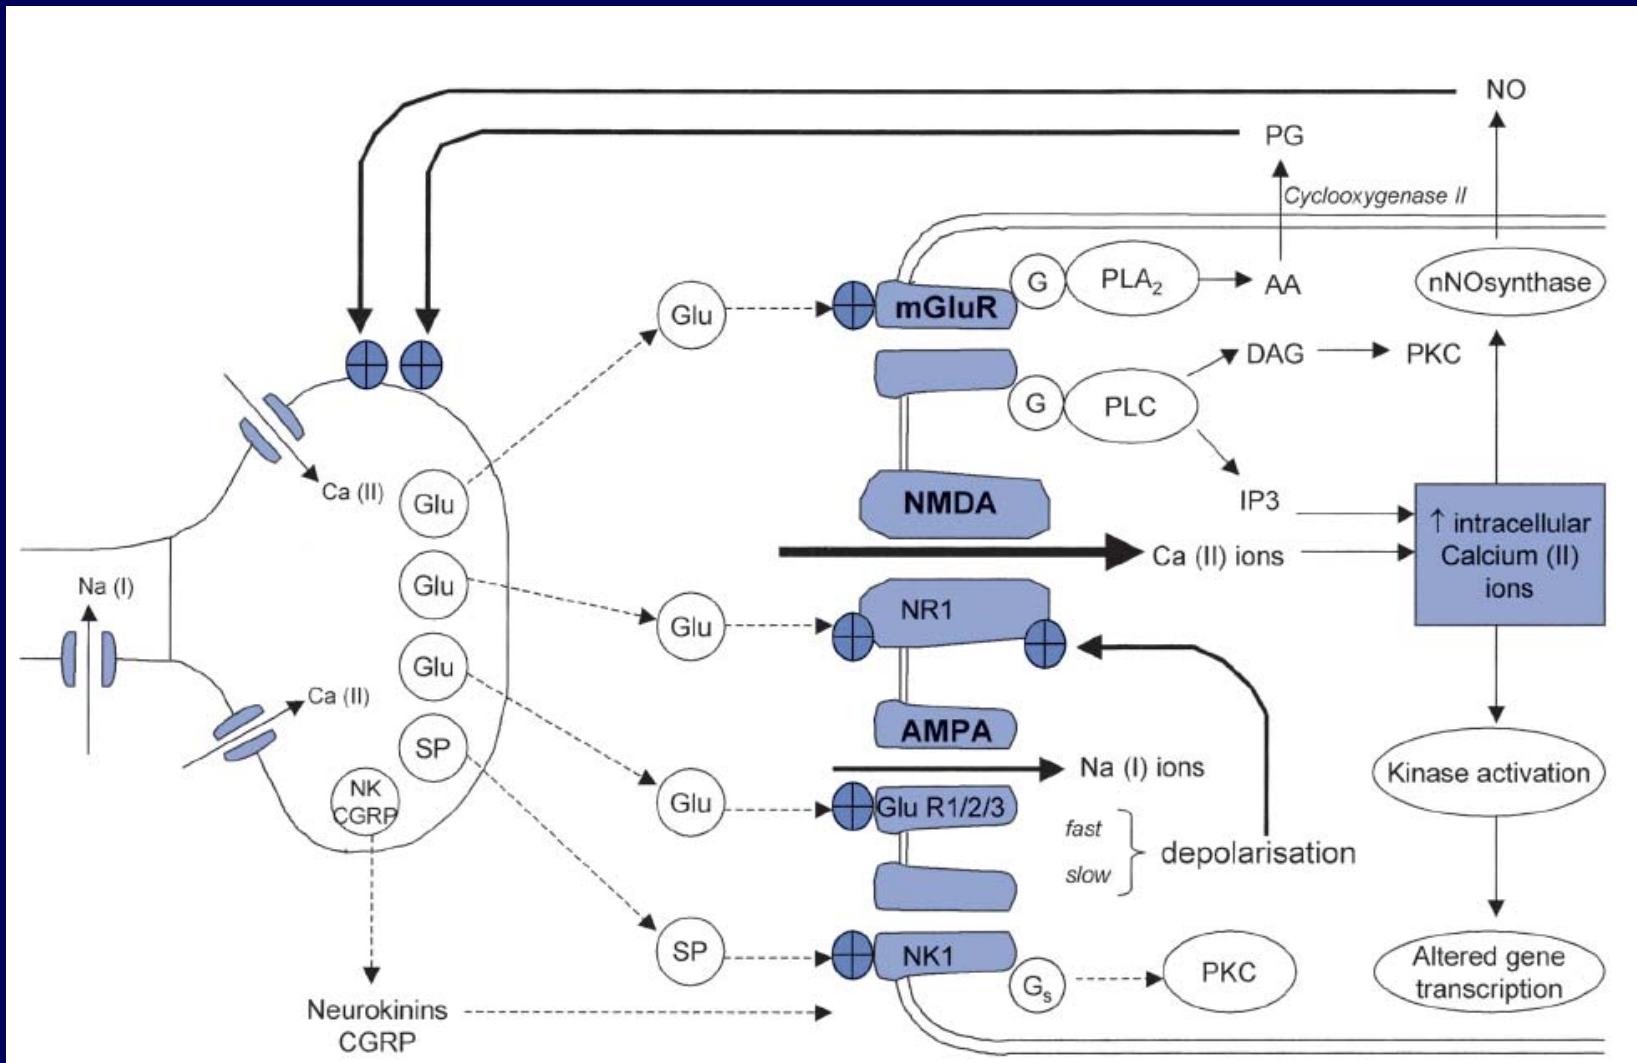 NO
PG
Cyclooxygenase II
Glu
mGluR
G
PLA2
AA
nNOsynthase
DAG
PKC
G
PLC
Ca (II)
Glu
NMDA
IP3
↑ intracellular
Calcium (II)
ions
Ca (II) ions
Na (I)
Glu
Glu
NR1
Glu
Ca (II)
SP
AMPA
Na (I) ions
Kinase activation
NK
CGRP
Glu
Glu R1/2/3
fast
slow
depolarisation
SP
NK1
Gs
PKC
Altered gene
transcription
Neurokinins
CGRP